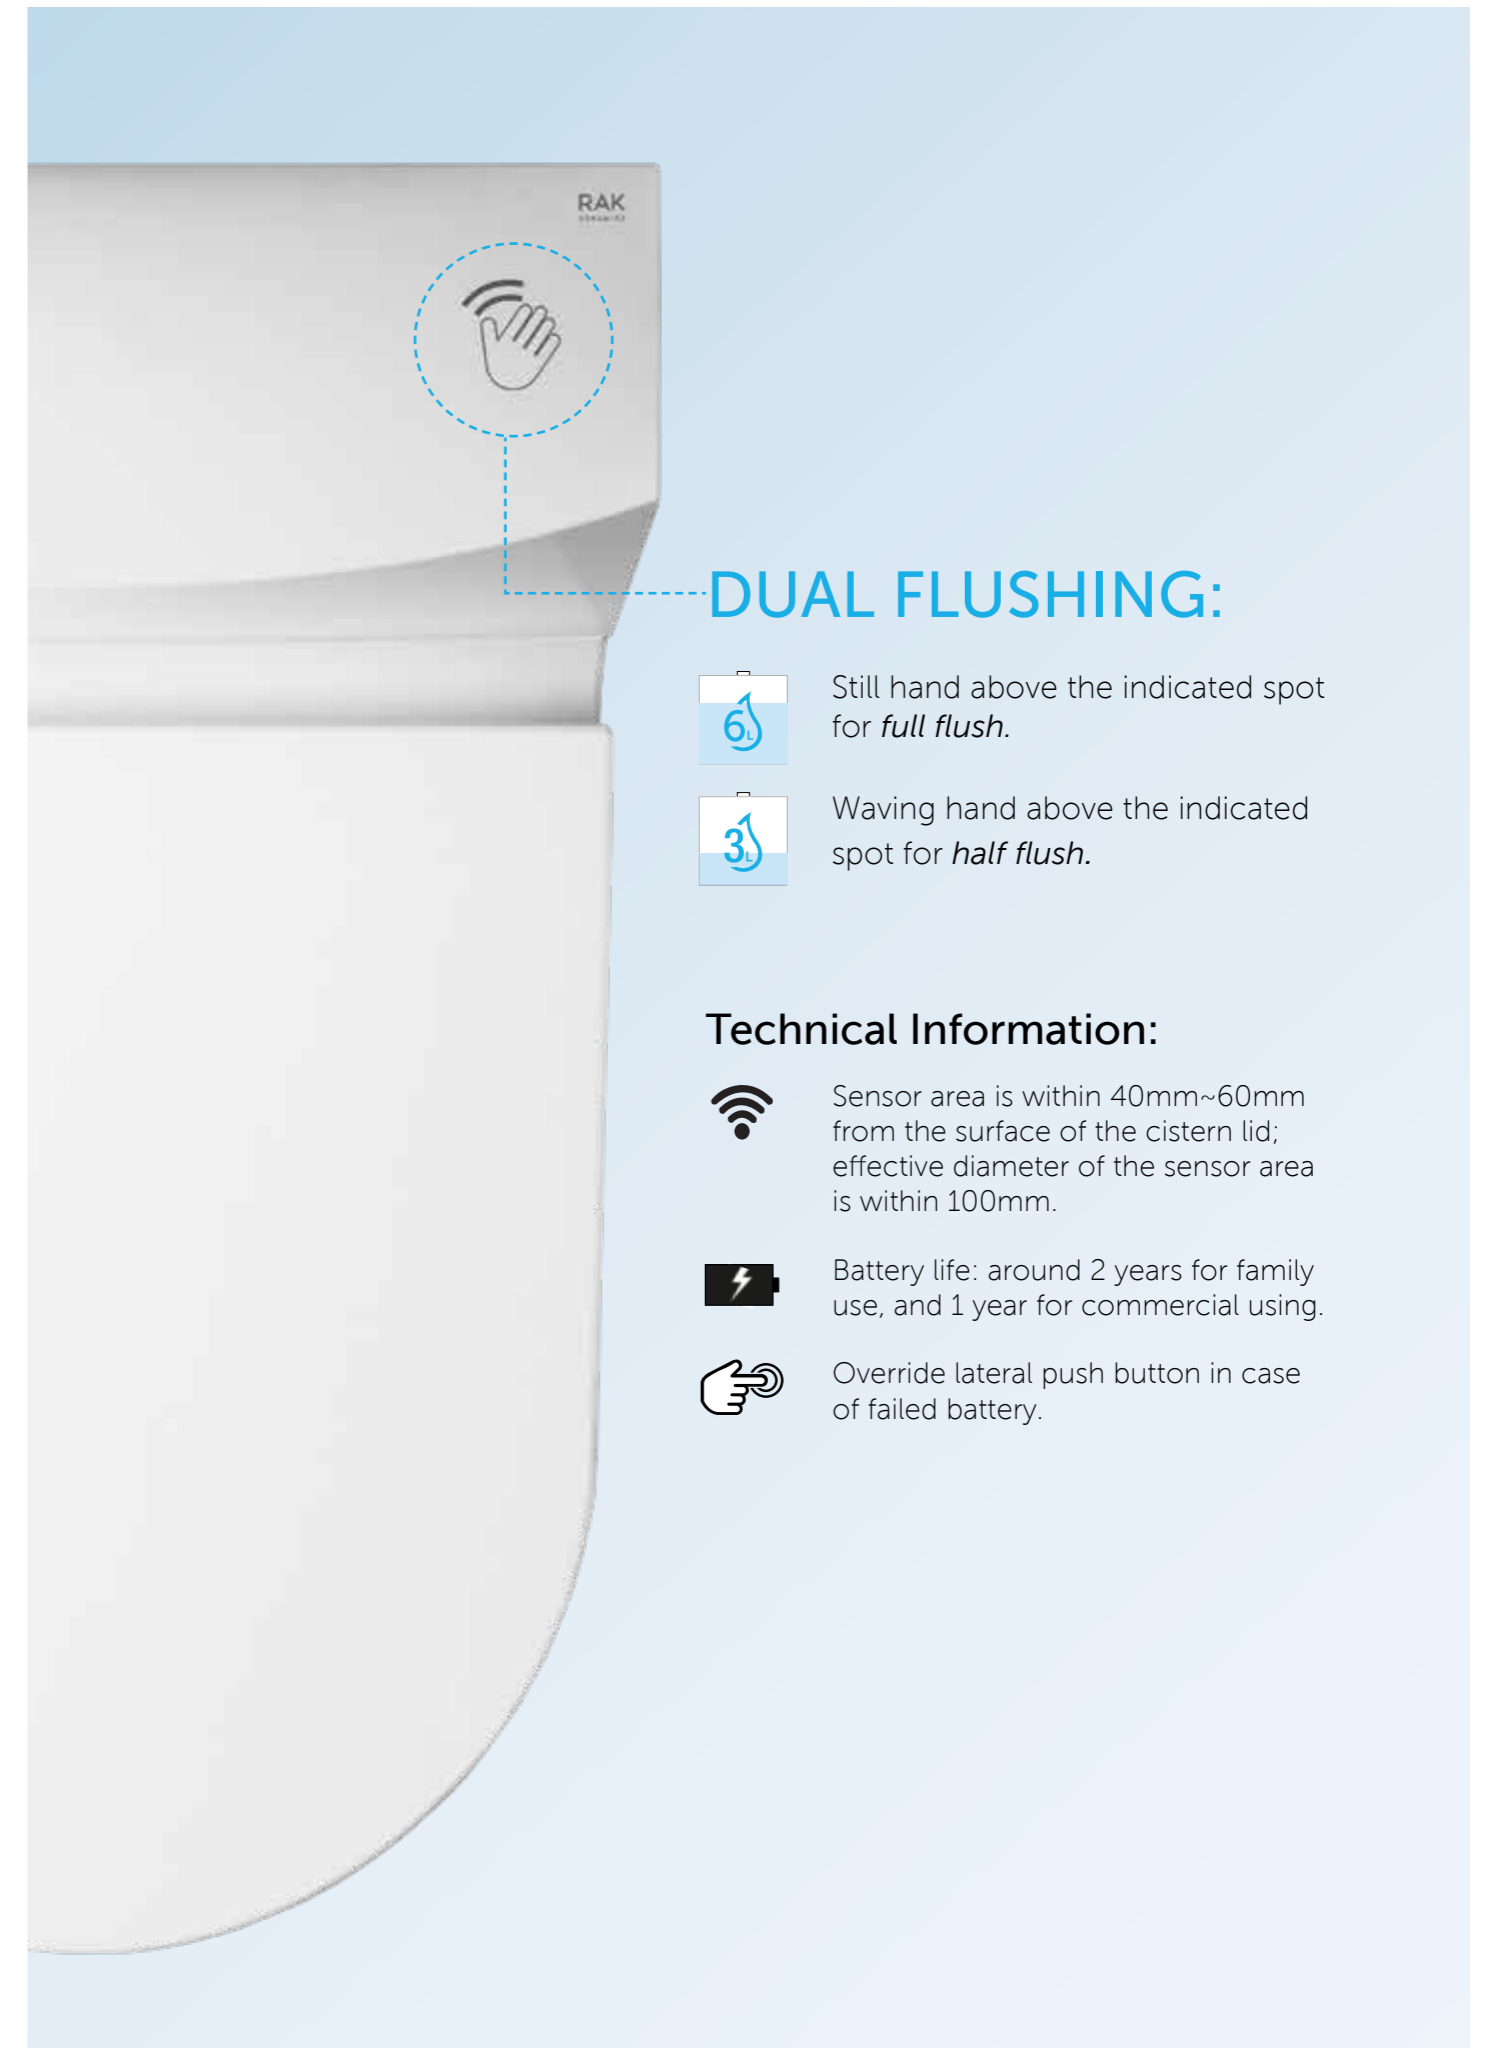 RAK
DUAL FLUSHING:
6L
Still hand above the indicated spot
for full flush.
3L
Waving hand above the indicated
spot for half flush.
Technical Information:
Sensor area is within 40mm~60mm
from the surface of the cistern lid;
effective diameter of the sensor area
is within 100mm.
Battery life: around 2 years for family
use, and 1 year for commercial using.
Override lateral push button in case
of failed battery.